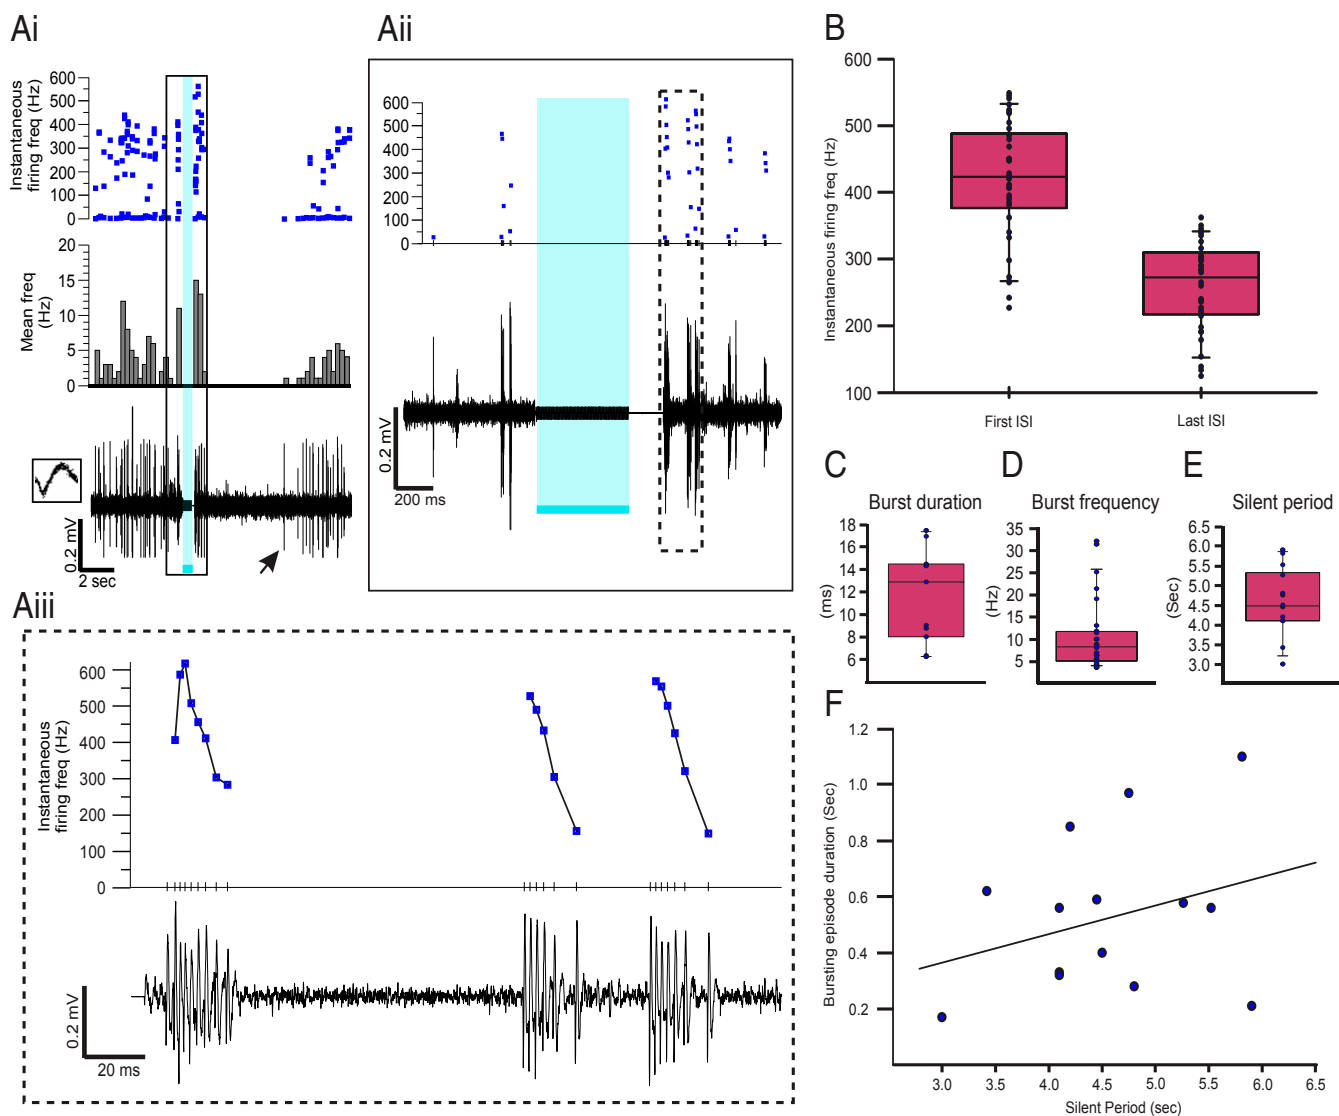 Ai
Instantaneous
firing freq (Hz)
600
500
400
300
200
100
0
Mean freq
(Hz)
20
15
10
5
0
0.2 mV
2 sec
Aii
600
500
400
300
200
100
0
0.2 mV
200 ms
B
Instantaneous firing freq (Hz)
600
500
400
300
200
100
First ISI
Last ISI
C
Burst duration
(ms)
18
16
14
12
10
8
6
D
Burst frequency
(Hz)
35
30
25
20
15
10
5
E
Silent period
(Sec)
6.5
6.0
5.5
5.0
4.5
4.0
3.5
3.0
Aiii
Instantaneous
firing freq (Hz)
600
500
400
300
200
100
0
0.2 mV
20 ms
F
Bursting episode duration (Sec)
1.2
1.0
0.8
0.6
0.4
0.2
3.0 3.5 4.0 4.5 5.0 5.5 6.0 6.5
Silent Period (sec)